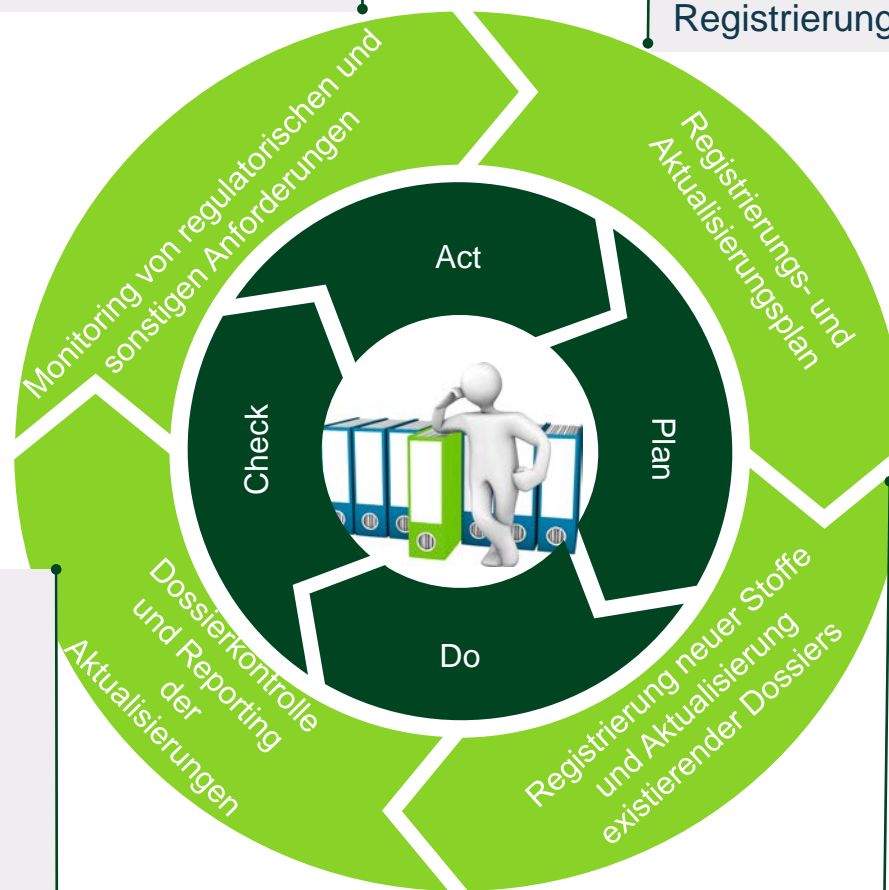 Registrierung
Monitoring von regulatorischen und
sonstigen Anforderungen
Registrierungs- und
Aktualisierungsplan
Act
Check
Plan
Do
Dossierkontrolle
und Reporting
der
Aktualisierungen
Registrierung neuer Stoffe
und Aktualisierung
existierender Dossiers